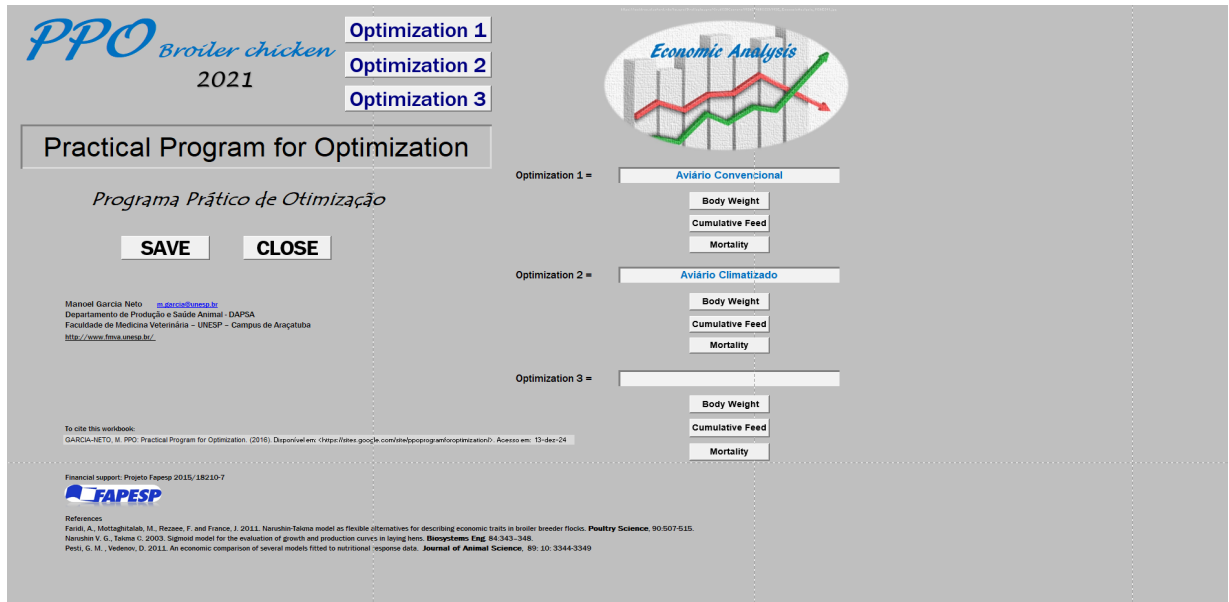 PPO Broiler chicken
2021
Optimization 1
Optimization 2
Optimization 3
Practical Program for Optimization
Programa Prático de Otimização
SAVE CLOSE
Manoel Garcia Neto m.garcia@unesp.br
Departamento de Produção e Saúde Animal - DAPSA
Faculdade de Medicina Veterinária – UNESP – Campus de Araçatuba
http://www.fmva.unesp.br/
To cite this workbook:
GARCIA-NETO, M. PPO: Practical Program for Optimization. (2016). Disponível em: <https://sites.google.com/site/ppoprogramforoptimization/>. Acesso em: 13-dez-24
Economic Analysis
Optimization 1 = Aviário Convencional
Body Weight
Cumulative Feed
Mortality
Optimization 2 = Aviário Climatizado
Body Weight
Cumulative Feed
Mortality
Optimization 3 =
Body Weight
Cumulative Feed
Mortality
Financial support: Projeto Fapesp 2015/18210-7
FAPESP
References
Faridi, A., Mottaghitalab, M., Rezaee, F. and France, J. 2011. Narushin-Takma model as flexible alternatives for describing economic traits in broiler breeder flocks. Poultry Science, 90:507-515.
Narushin V. G., Takma C. 2003. Sigmoid model for the evaluation of growth and production curves in laying hens. Biosystems Eng. 84:343–348.
Pesti, G. M. , Vedenov, D. 2011. An economic comparison of several models fitted to nutritional response data. Journal of Animal Science, 89: 10: 3344-3349